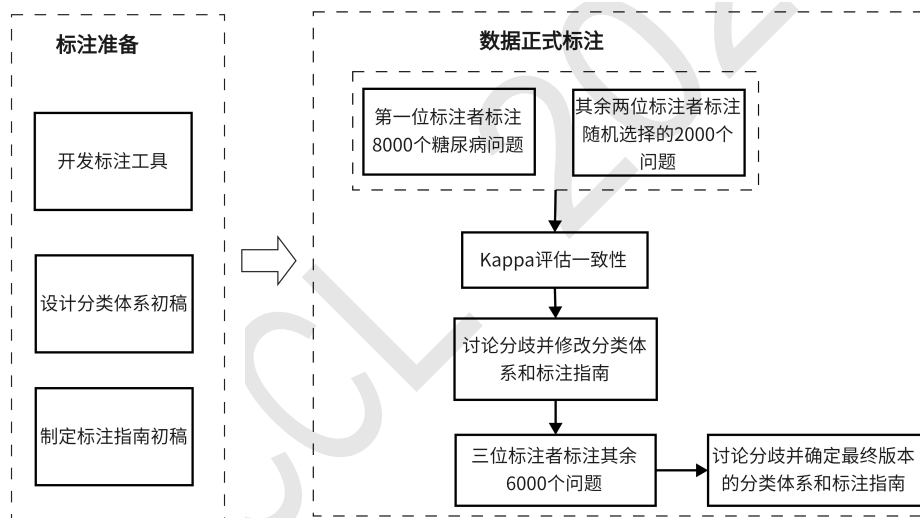 标注准备
开发标注工具
设计分类体系初稿
制定标注指南初稿
数据正式标注
第一位标注者标注
8000个糖尿病问题
其余两位标注者标注
随机选择的2000个
问题
Kappa评估一致性
讨论分歧并修改分类体
系和标注指南
三位标注者标注其余
6000个问题
讨论分歧并确定最终版本
的分类体系和标注指南
CCL 202